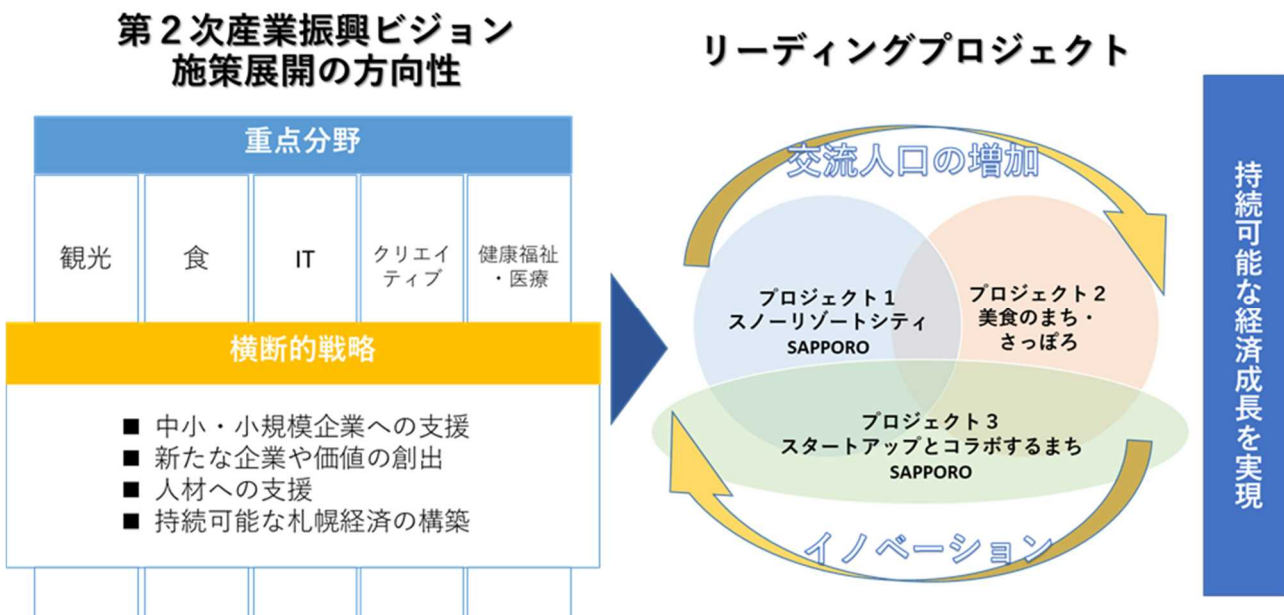 第2次産業振興ビジョン
施策展開の方向性
重点分野
観光
食
IT
クリエイ
ティブ
健康福祉
・医療
横断的戦略
■ 中小・小規模企業への支援
■ 新たな企業や価値の創出
■ 人材への支援
■ 持続可能な札幌経済の構築
リーディングプロジェクト
交流人口の増加
プロジェクト1
スノーリゾートシティ
SAPPORO
プロジェクト2
美食のまち・
さっぽろ
プロジェクト3
スタートアップとコラボするまち
SAPPORO
イノベーション
持続可能な経済成長を実現